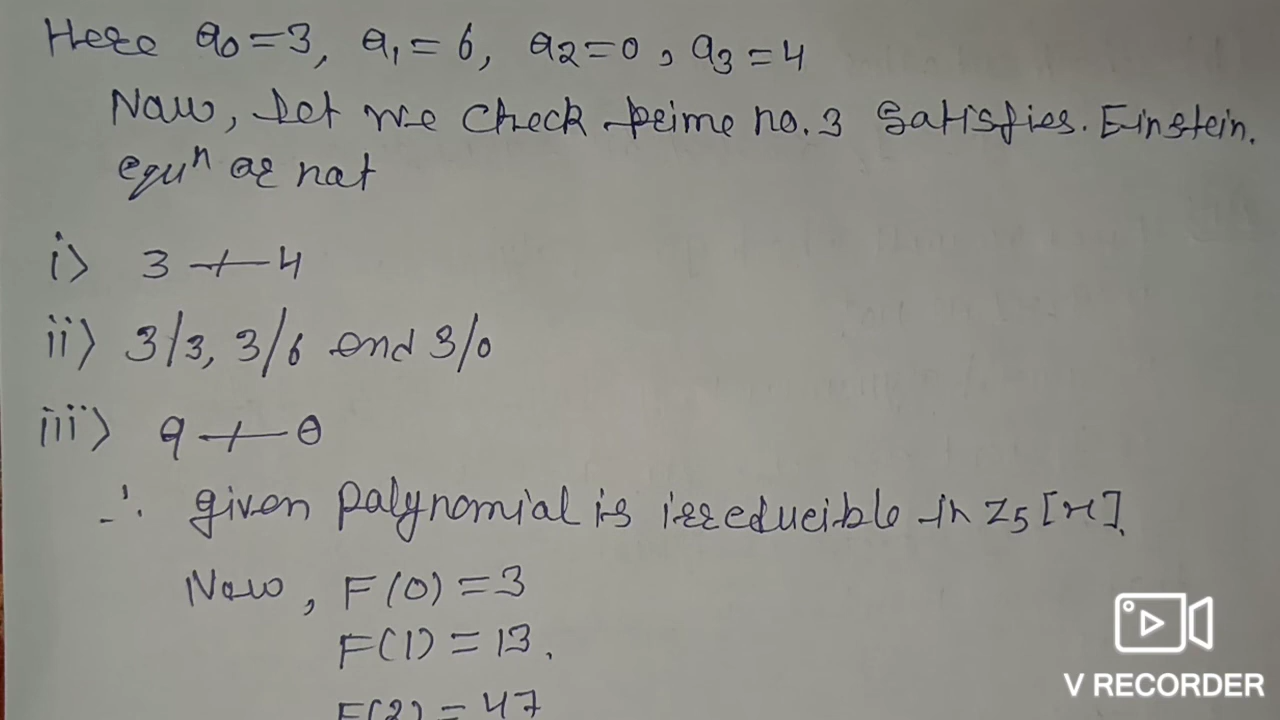 Here a0 = 3, a1 = 6, a2 = 0, a3 = 4
Now, Let we check prime no. 3 satisfies. Einstein.
equⁿ or not
i) 3 ∤ 4
ii) 3/3, 3/6 and 3/0
iii) 9 ∤ 0
∴ given polynomial is irreducible in Z5[x].
Now, F(0) = 3
F(1) = 13.
F(2) = 47
V RECORDER